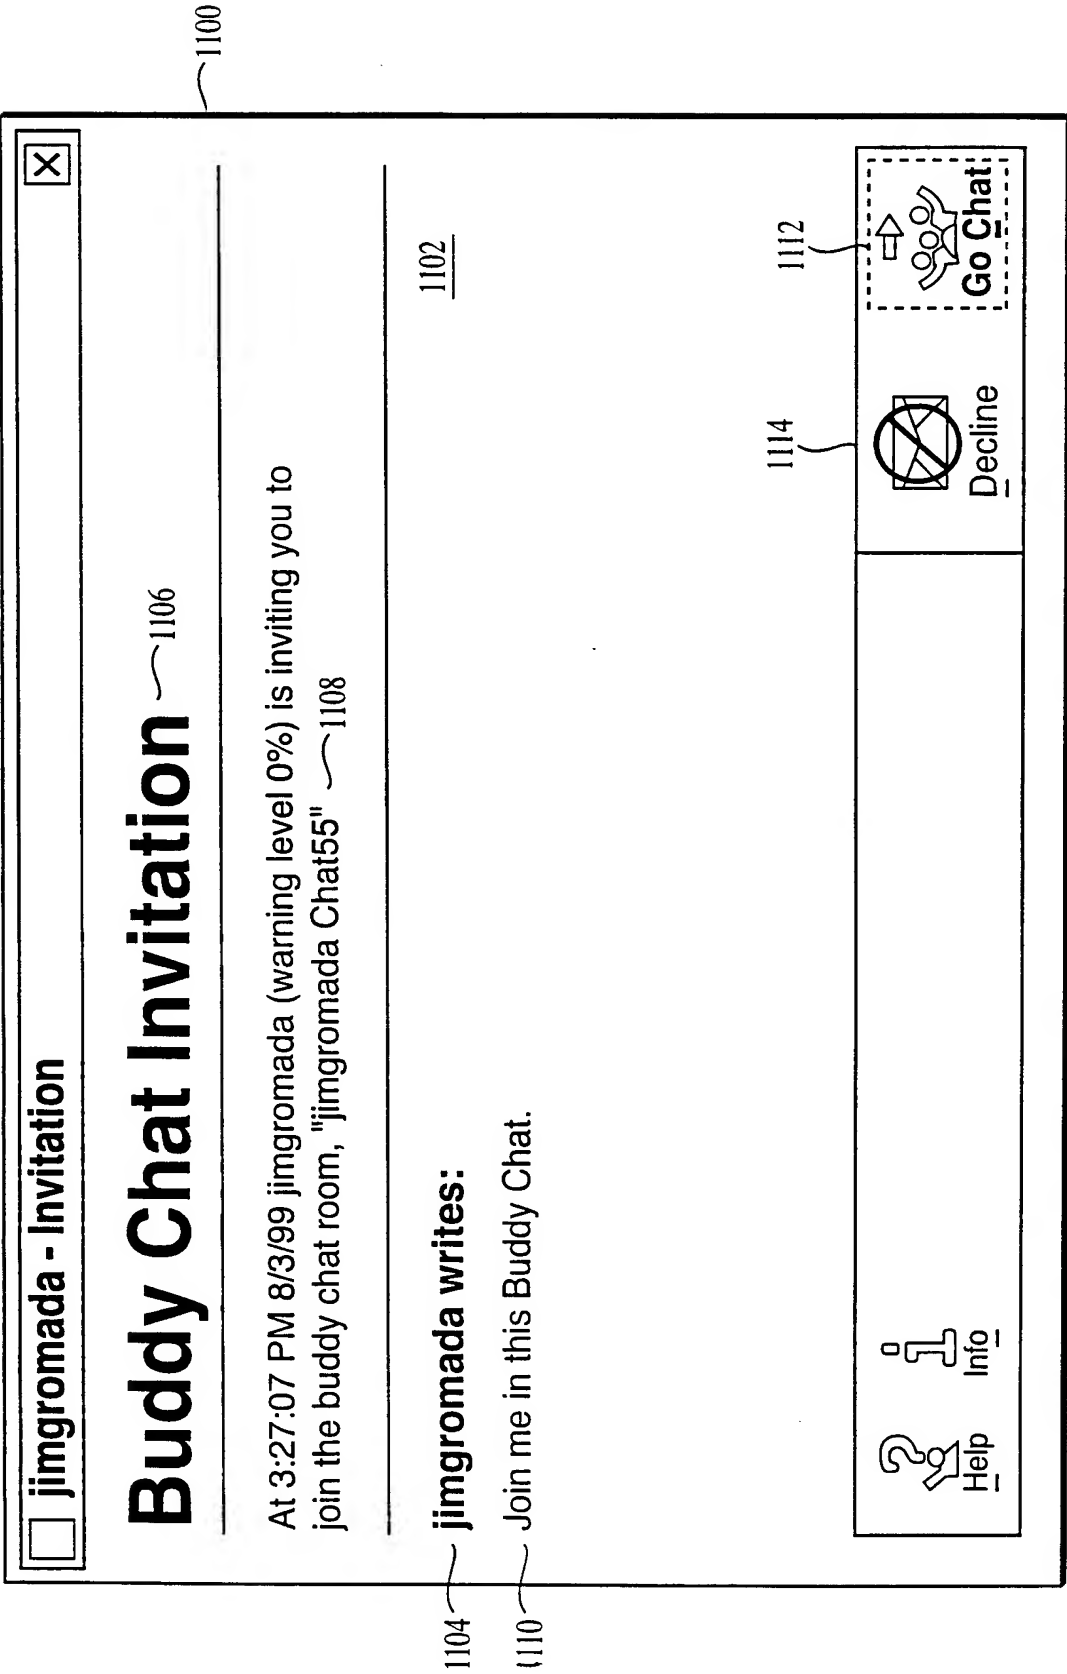 1100
jimgromada - Invitation
Buddy Chat Invitation 1106
At 3:27:07 PM 8/3/99 jimgromada (warning level 0%) is inviting you to
join the buddy chat room, "jimgromada Chat55" 1108
1102
1104 jimgromada writes:
1110 Join me in this Buddy Chat.
1114
1112
Help
Info
Decline
Go Chat